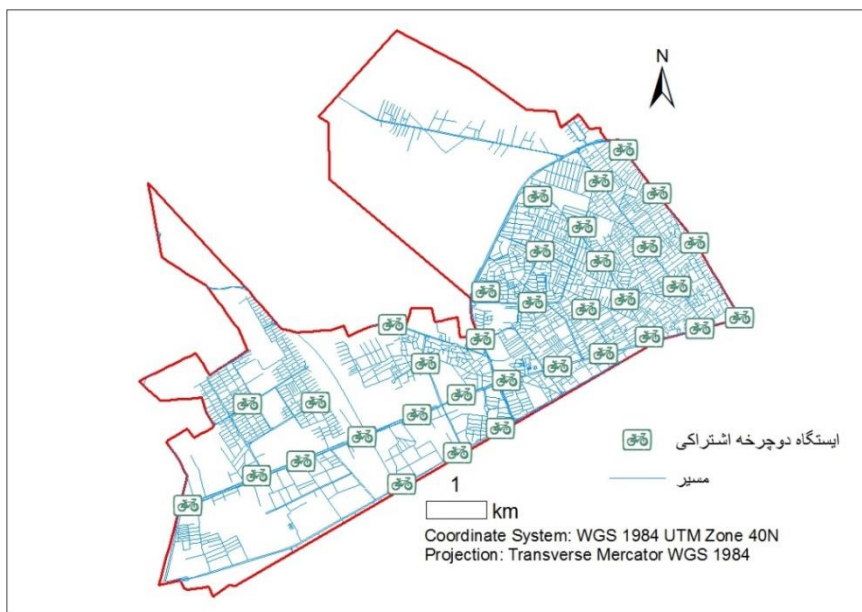 N
ایستگاه دوچرخه اشتراکی
مسیر
1
km
Coordinate System: WGS 1984 UTM Zone 40N
Projection: Transverse Mercator WGS 1984